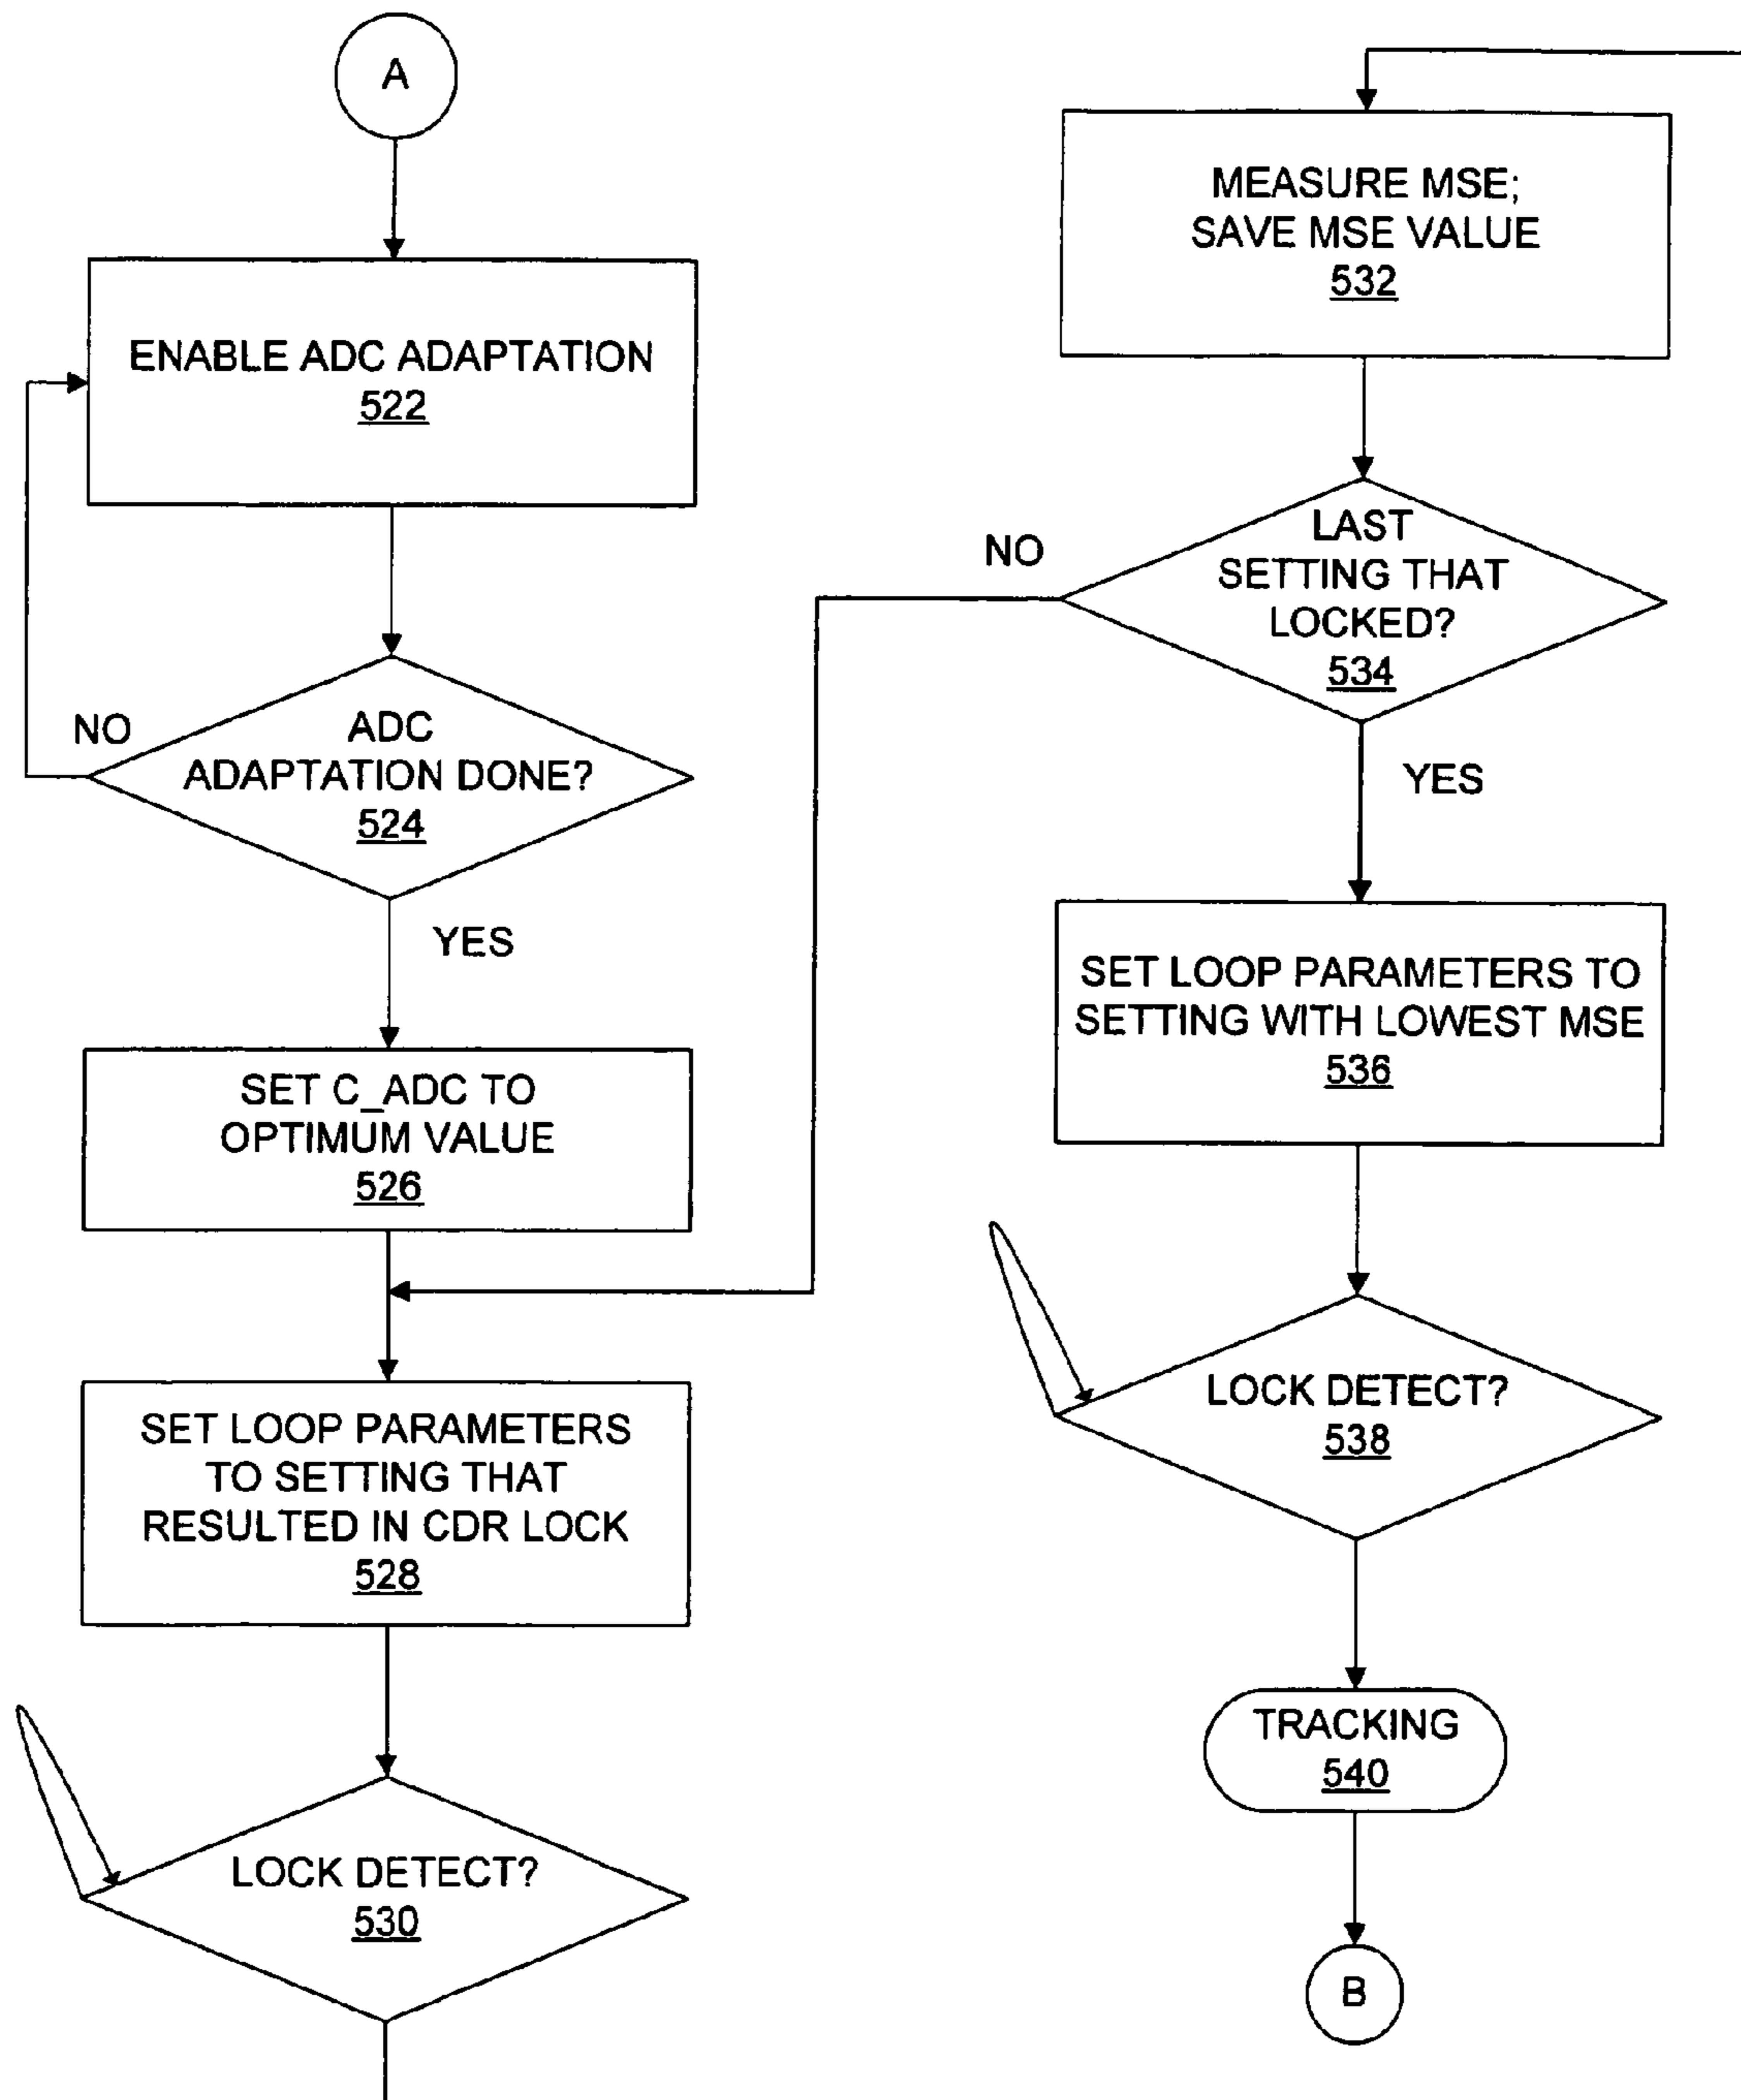 A
ENABLE ADC ADAPTATION
522
NO
ADC
ADAPTATION DONE?
524
YES
SET C_ADC TO
OPTIMUM VALUE
526
SET LOOP PARAMETERS
TO SETTING THAT
RESULTED IN CDR LOCK
528
LOCK DETECT?
530
MEASURE MSE;
SAVE MSE VALUE
532
NO
LAST
SETTING THAT
LOCKED?
534
YES
SET LOOP PARAMETERS TO
SETTING WITH LOWEST MSE
536
LOCK DETECT?
538
TRACKING
540
B